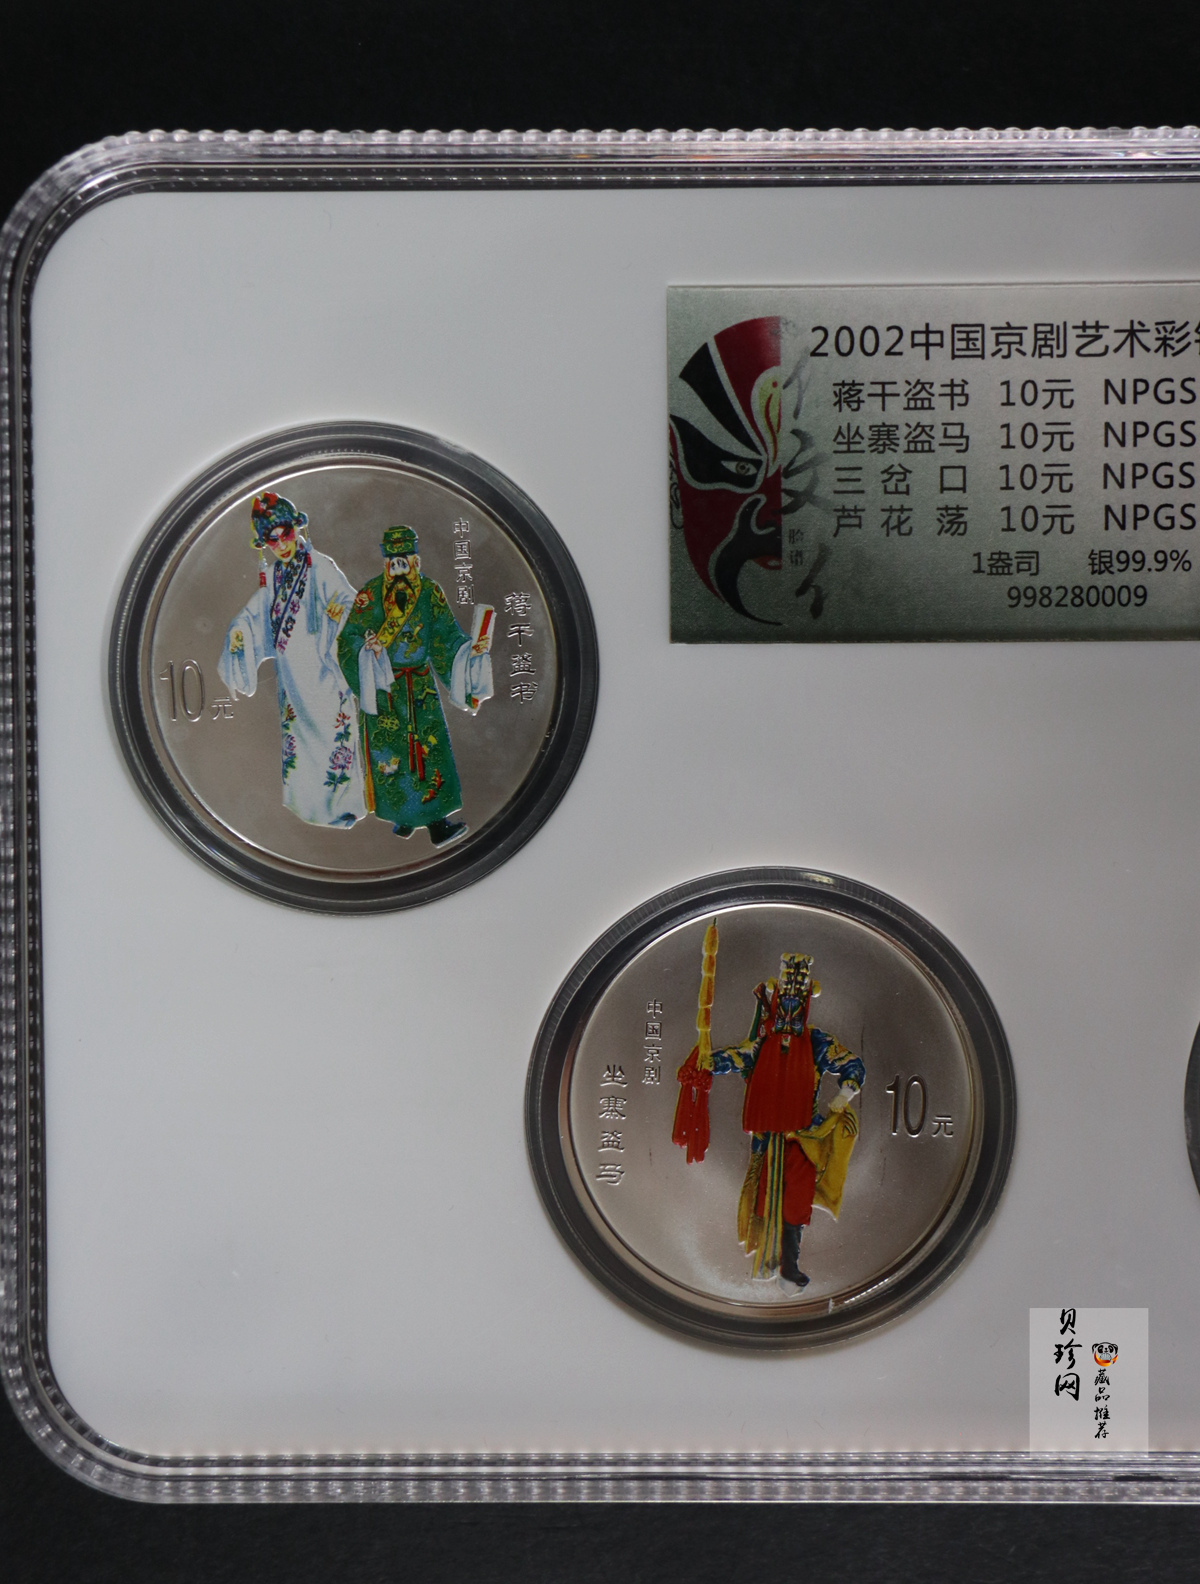 2002中国京剧艺术彩
蒋干盗书 10元 NPGS
坐寨盗马 10元 NPGS
三岔口 10元 NPGS
芦花荡 10元 NPGS
1盎司 银99.9%
998280009
脸谱
中国京剧
蒋干盗书
10元
中国京剧
坐寨盗马
10元
贝珍网
藏品推荐